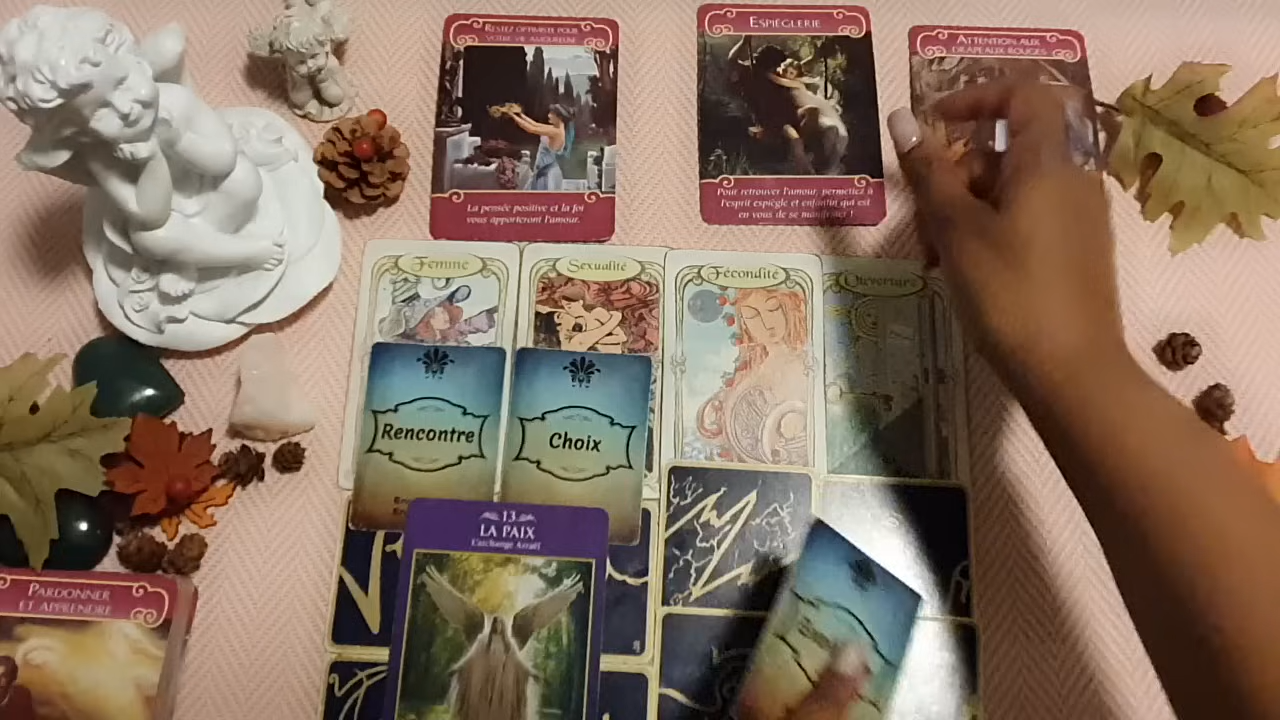 RESTEZ OPTIMISTE POUR
VOTRE VIE AMOUREUSE
La pensée positive et la foi
vous apporteront l'amour.
ESPIÈGLERIE
Pour retrouver l'amour, permettez à
l'esprit espiègle et enfantin qui est
en vous de se manifester !
ATTENTION AUX
DRAPEAUX ROUGES
Femme
Sexualité
Fécondité
Ouverture
Rencontre
Choix
13
LA PAIX
L'archange Azraël
PARDONNER
ET APPRENDRE